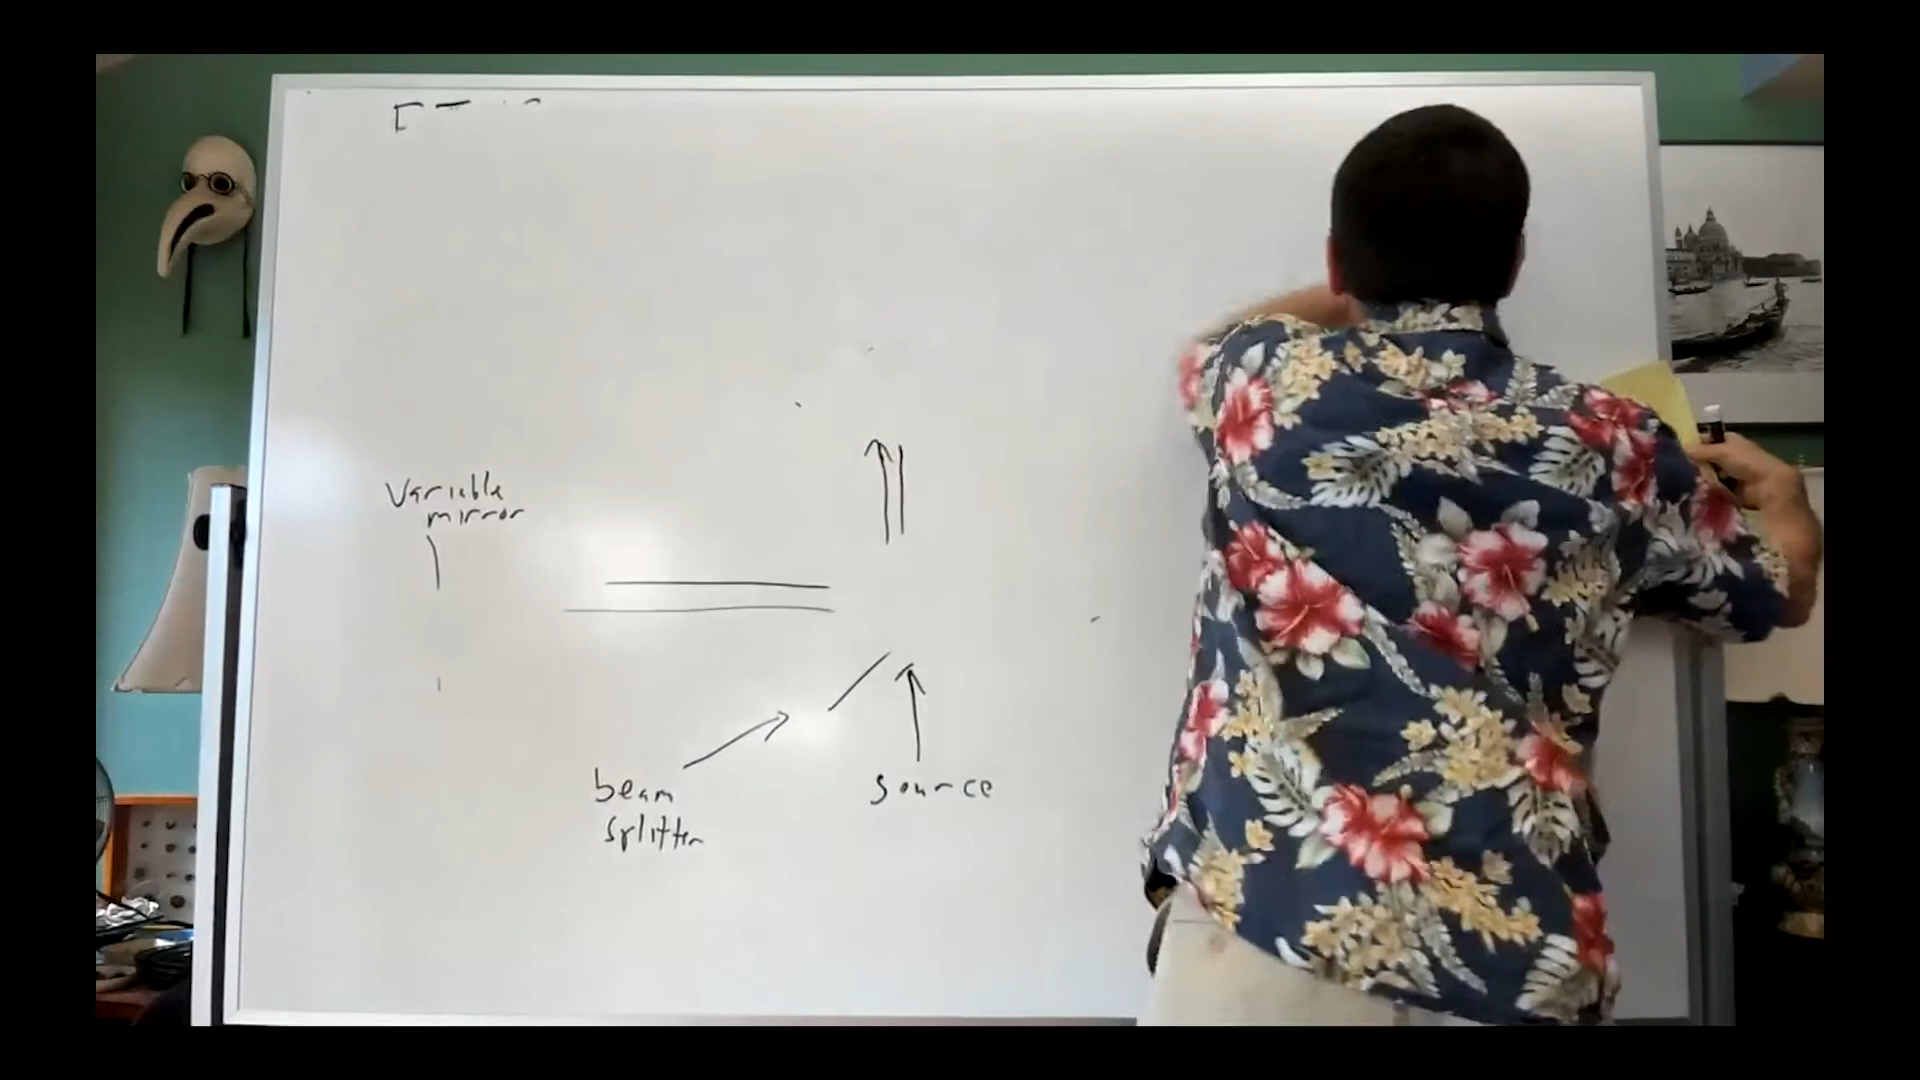 Variable
mirror
beam
splitter
source